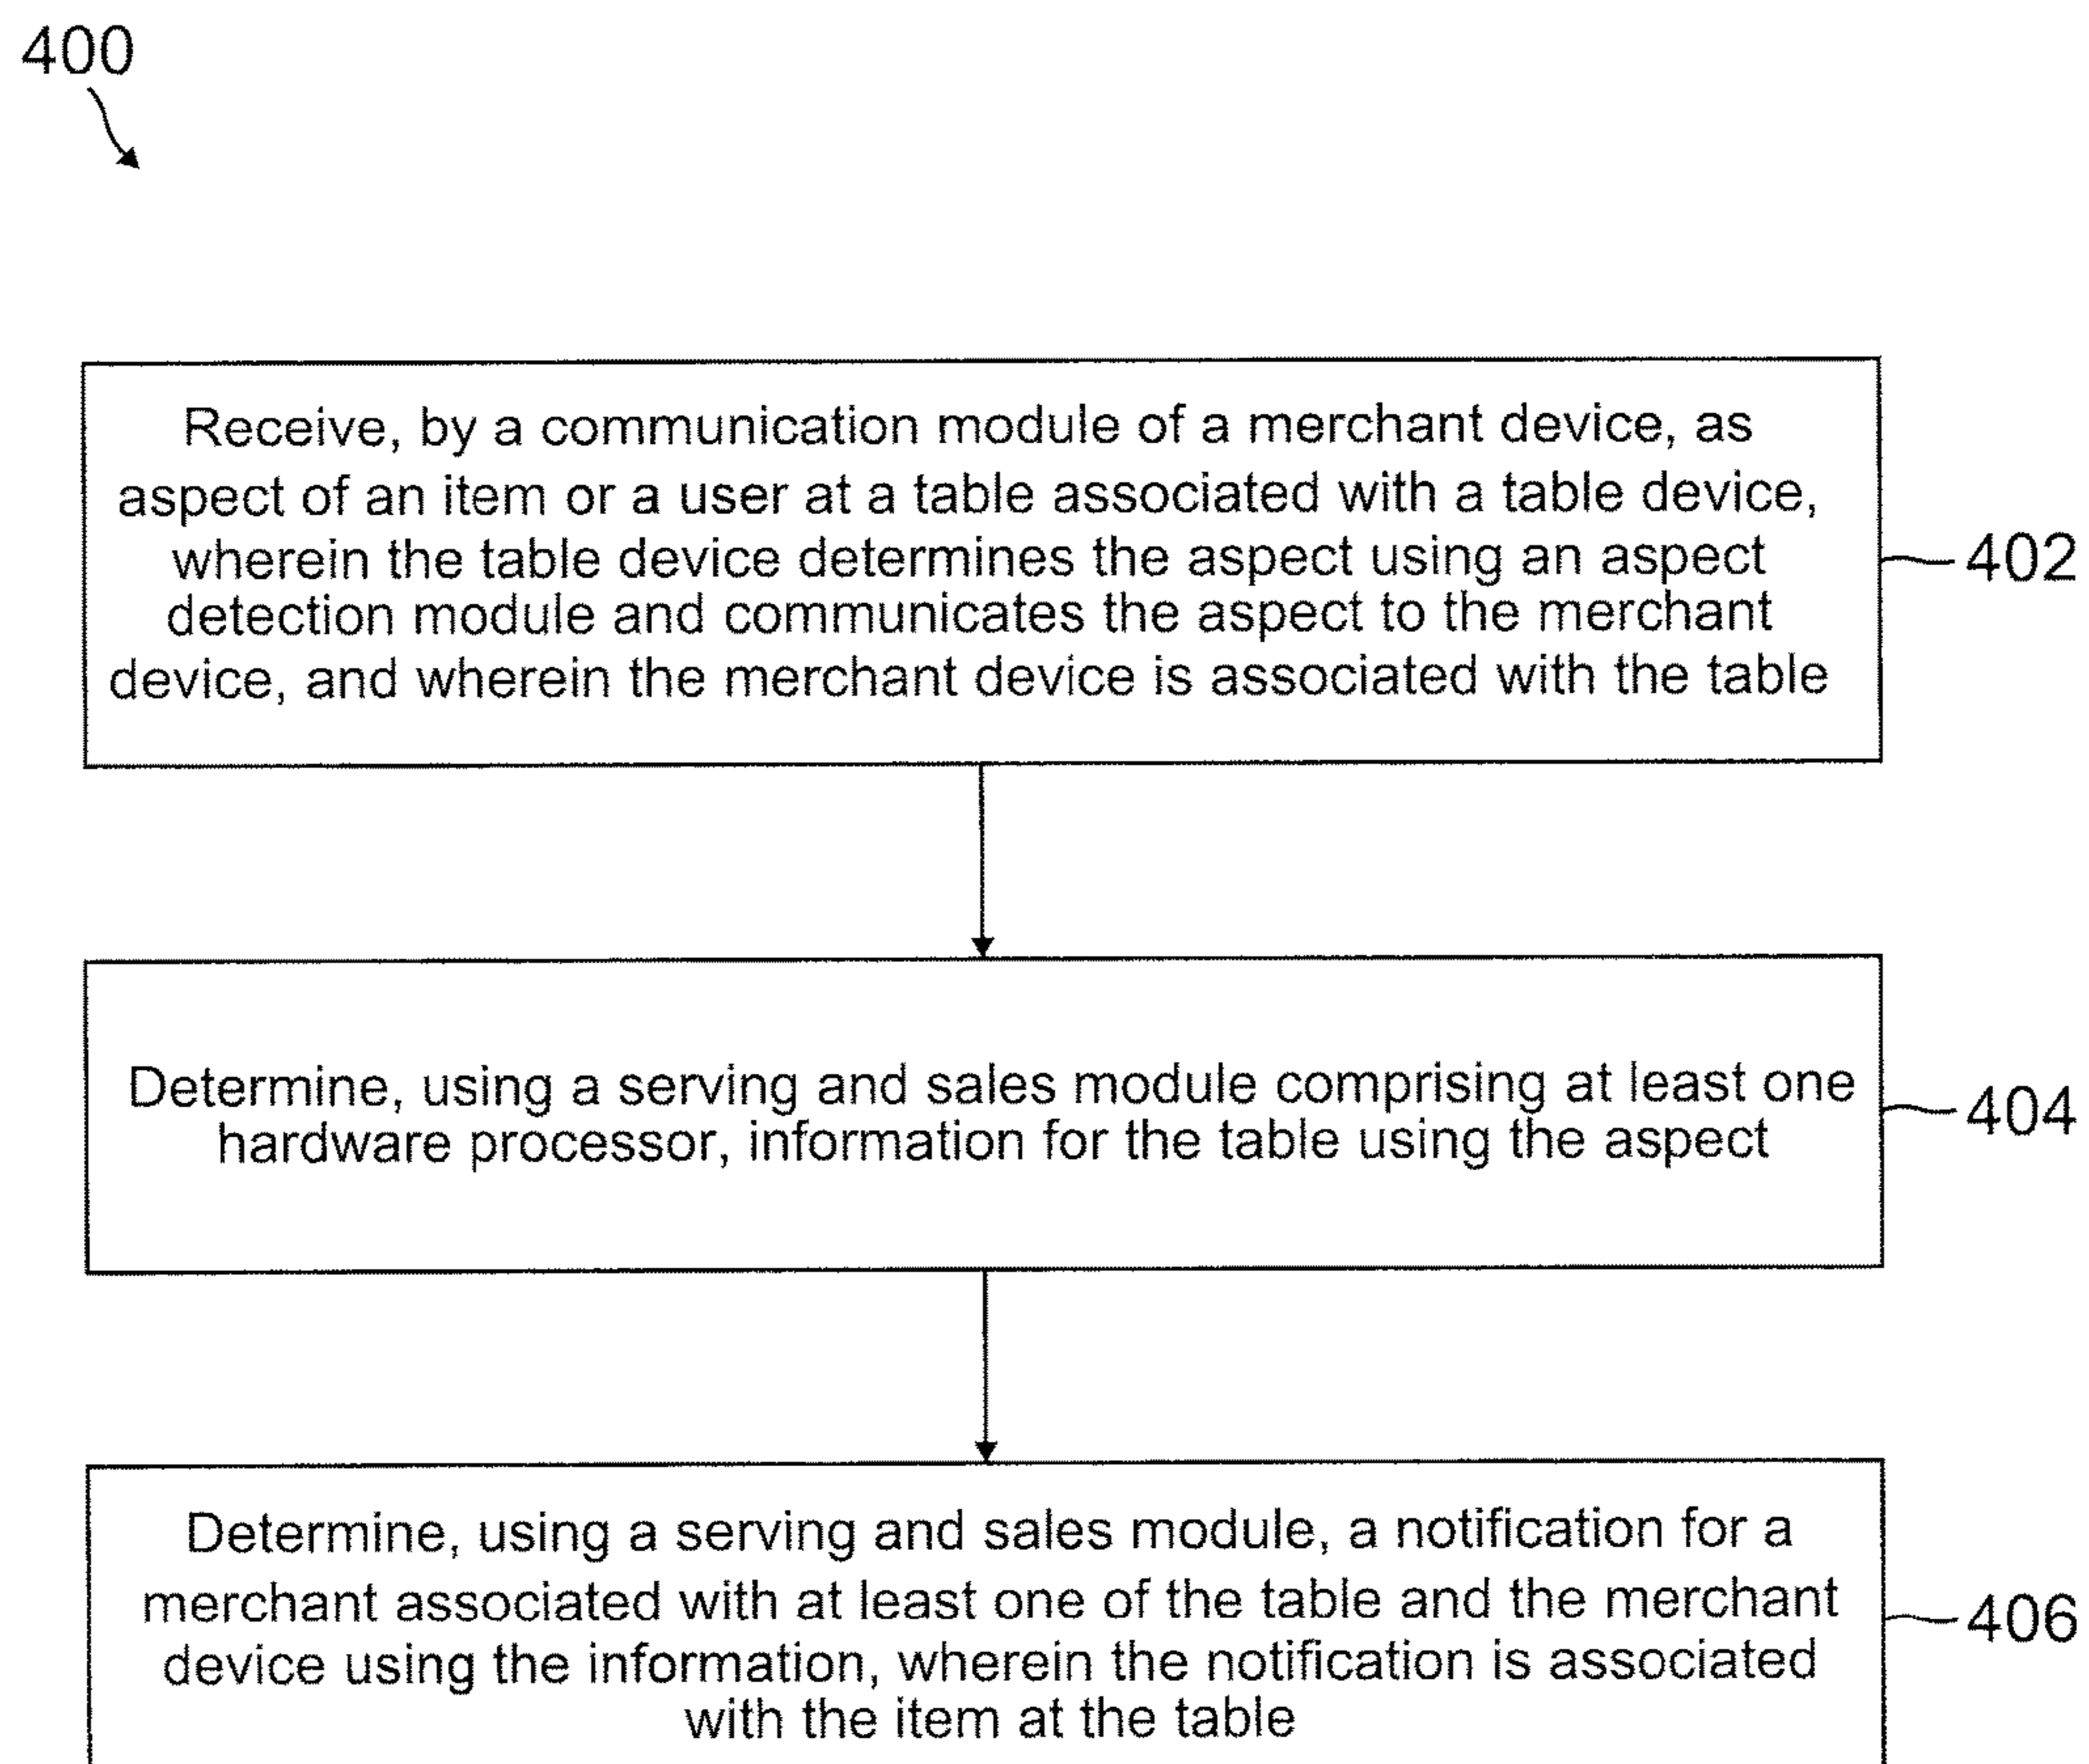 400
Receive, by a communication module of a merchant device, as
aspect of an item or a user at a table associated with a table device,
wherein the table device determines the aspect using an aspect
detection module and communicates the aspect to the merchant
device, and wherein the merchant device is associated with the table
402
Determine, using a serving and sales module comprising at least one
hardware processor, information for the table using the aspect
404
Determine, using a serving and sales module, a notification for a
merchant associated with at least one of the table and the merchant
device using the information, wherein the notification is associated
with the item at the table
406